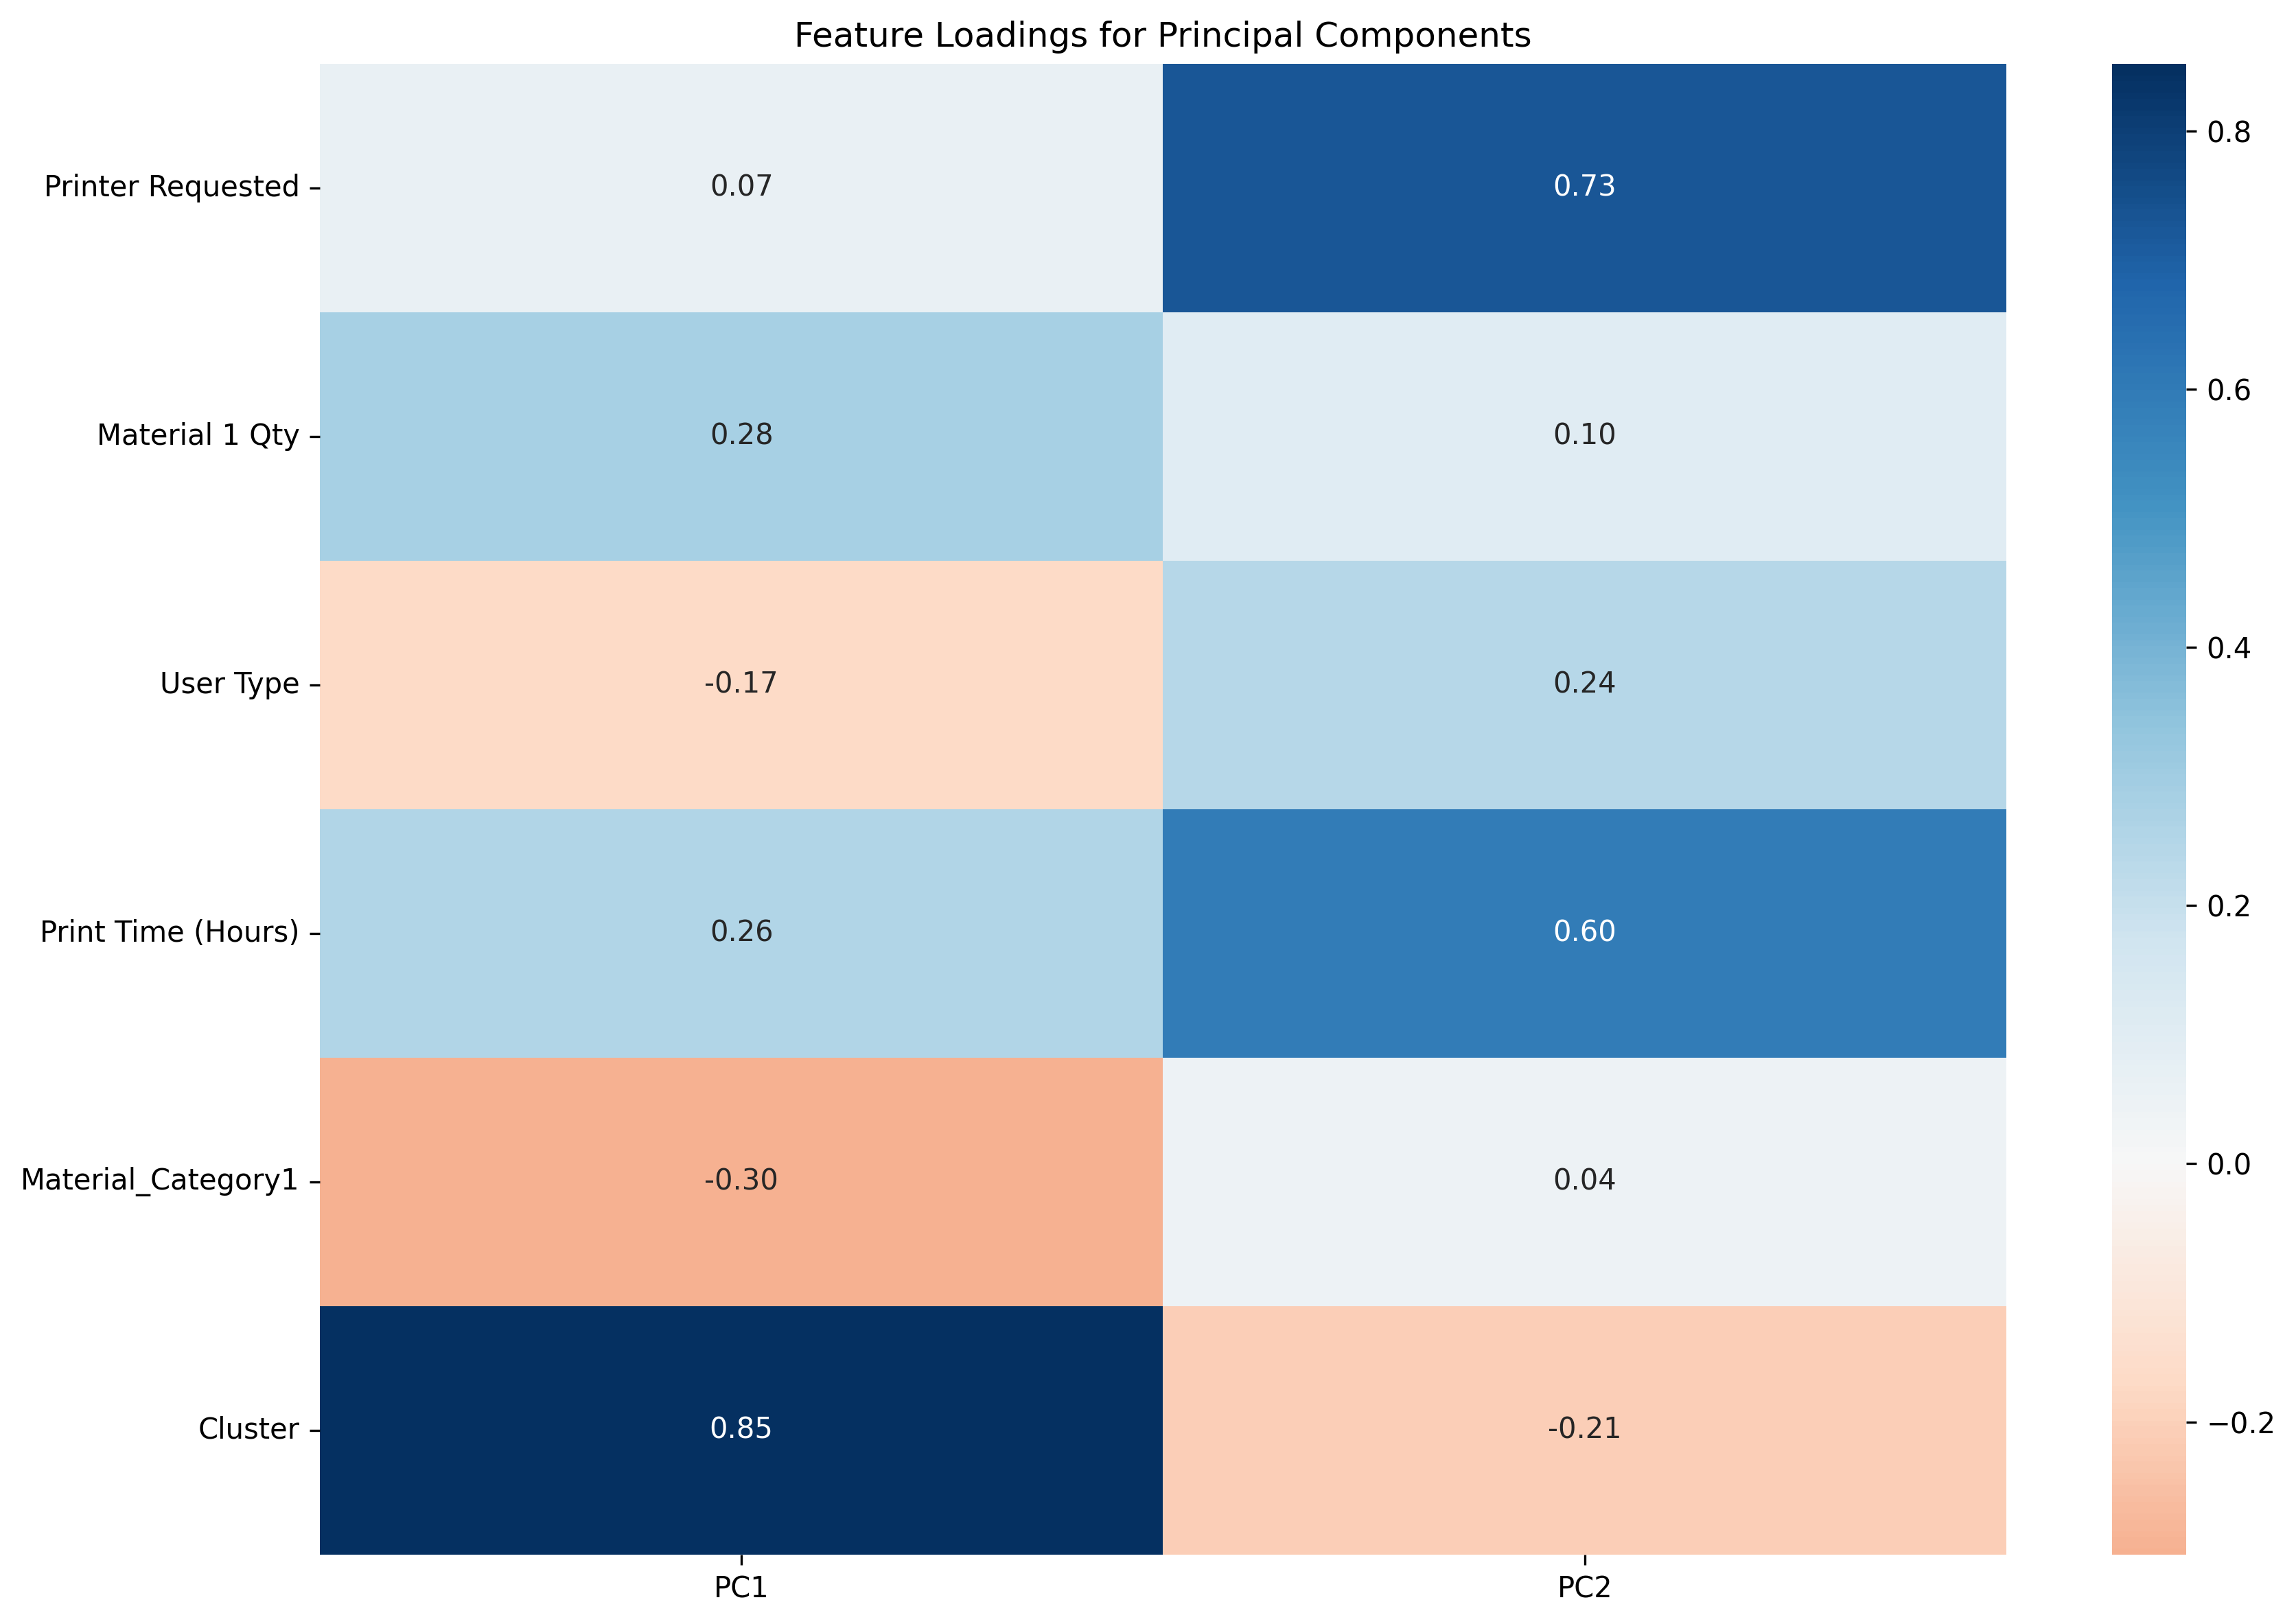 Feature Loadings for Principal Components
Printer Requested 0.07 0.73
Material 1 Qty 0.28 0.10
User Type -0.17 0.24
Print Time (Hours) 0.26 0.60
Material_Category1 -0.30 0.04
Cluster 0.85 -0.21
PC1 PC2
0.8
0.6
0.4
0.2
0.0
−0.2